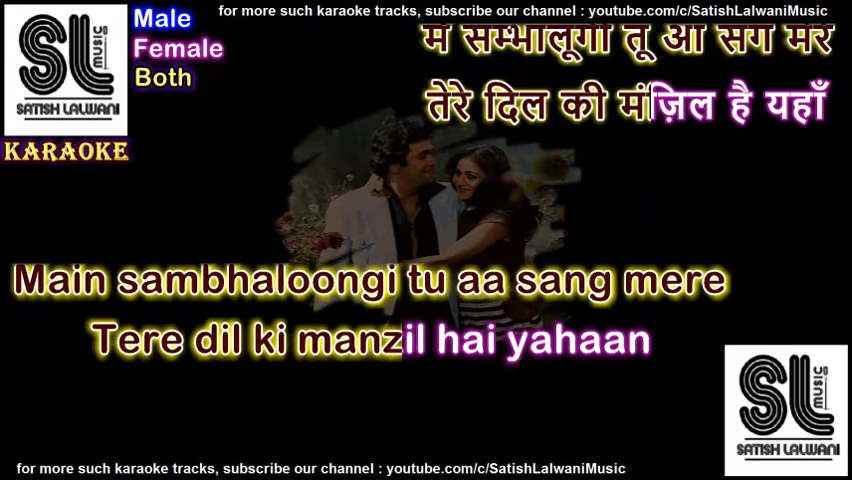 for more such karaoke tracks, subscribe our channel : youtube.com/c/SatishLalwaniMusic
SL MUSIC
SATISH LALWANI
KARAOKE
Male
Female
Both
मैं सम्भालूंगी तू आ संग मेरे
तेरे दिल की मंज़िल है यहाँ
Main sambhaloongi tu aa sang mere
Tere dil ki manzil hai yahaan
SL MUSIC
SATISH LALWANI
for more such karaoke tracks, subscribe our channel : youtube.com/c/SatishLalwaniMusic